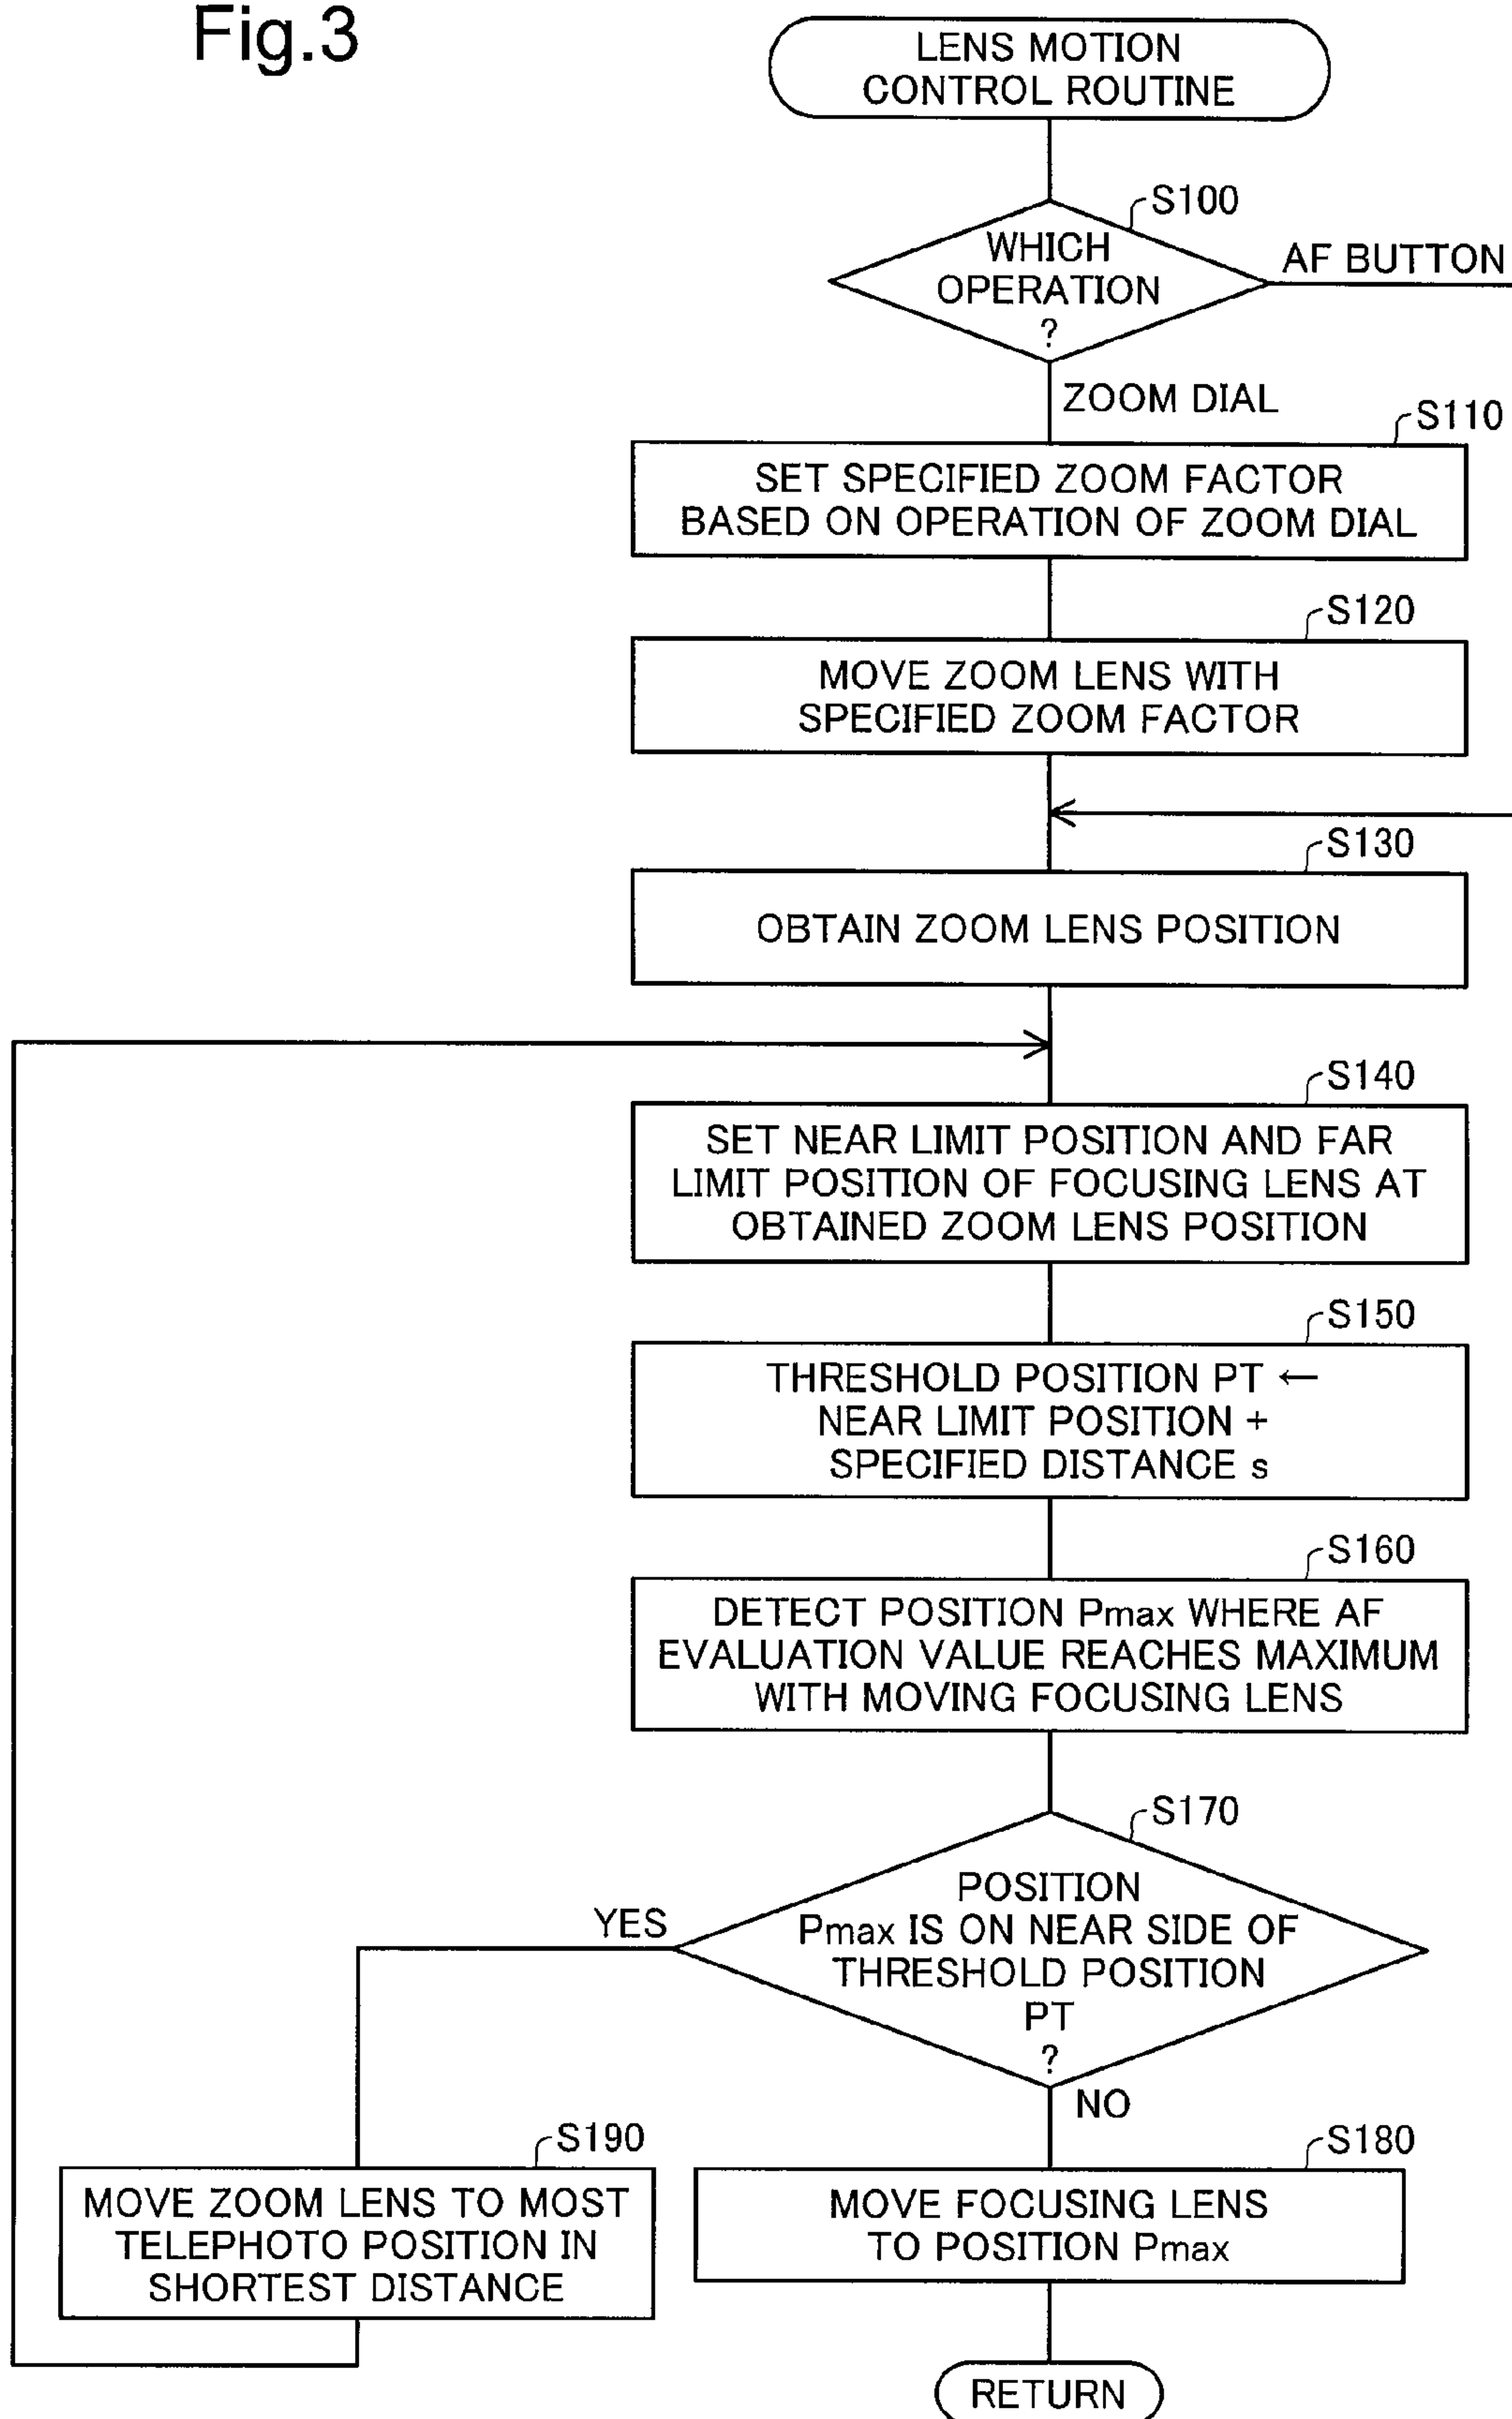 Fig.3
LENS MOTION
CONTROL ROUTINE
S100
WHICH
OPERATION
?
AF BUTTON
ZOOM DIAL
S110
SET SPECIFIED ZOOM FACTOR
BASED ON OPERATION OF ZOOM DIAL
S120
MOVE ZOOM LENS WITH
SPECIFIED ZOOM FACTOR
S130
OBTAIN ZOOM LENS POSITION
S140
SET NEAR LIMIT POSITION AND FAR
LIMIT POSITION OF FOCUSING LENS AT
OBTAINED ZOOM LENS POSITION
S150
THRESHOLD POSITION PT ←
NEAR LIMIT POSITION +
SPECIFIED DISTANCE s
S160
DETECT POSITION Pmax WHERE AF
EVALUATION VALUE REACHES MAXIMUM
WITH MOVING FOCUSING LENS
S170
POSITION
Pmax IS ON NEAR SIDE OF
THRESHOLD POSITION
PT
?
YES
NO
S190
MOVE ZOOM LENS TO MOST
TELEPHOTO POSITION IN
SHORTEST DISTANCE
S180
MOVE FOCUSING LENS
TO POSITION Pmax
RETURN